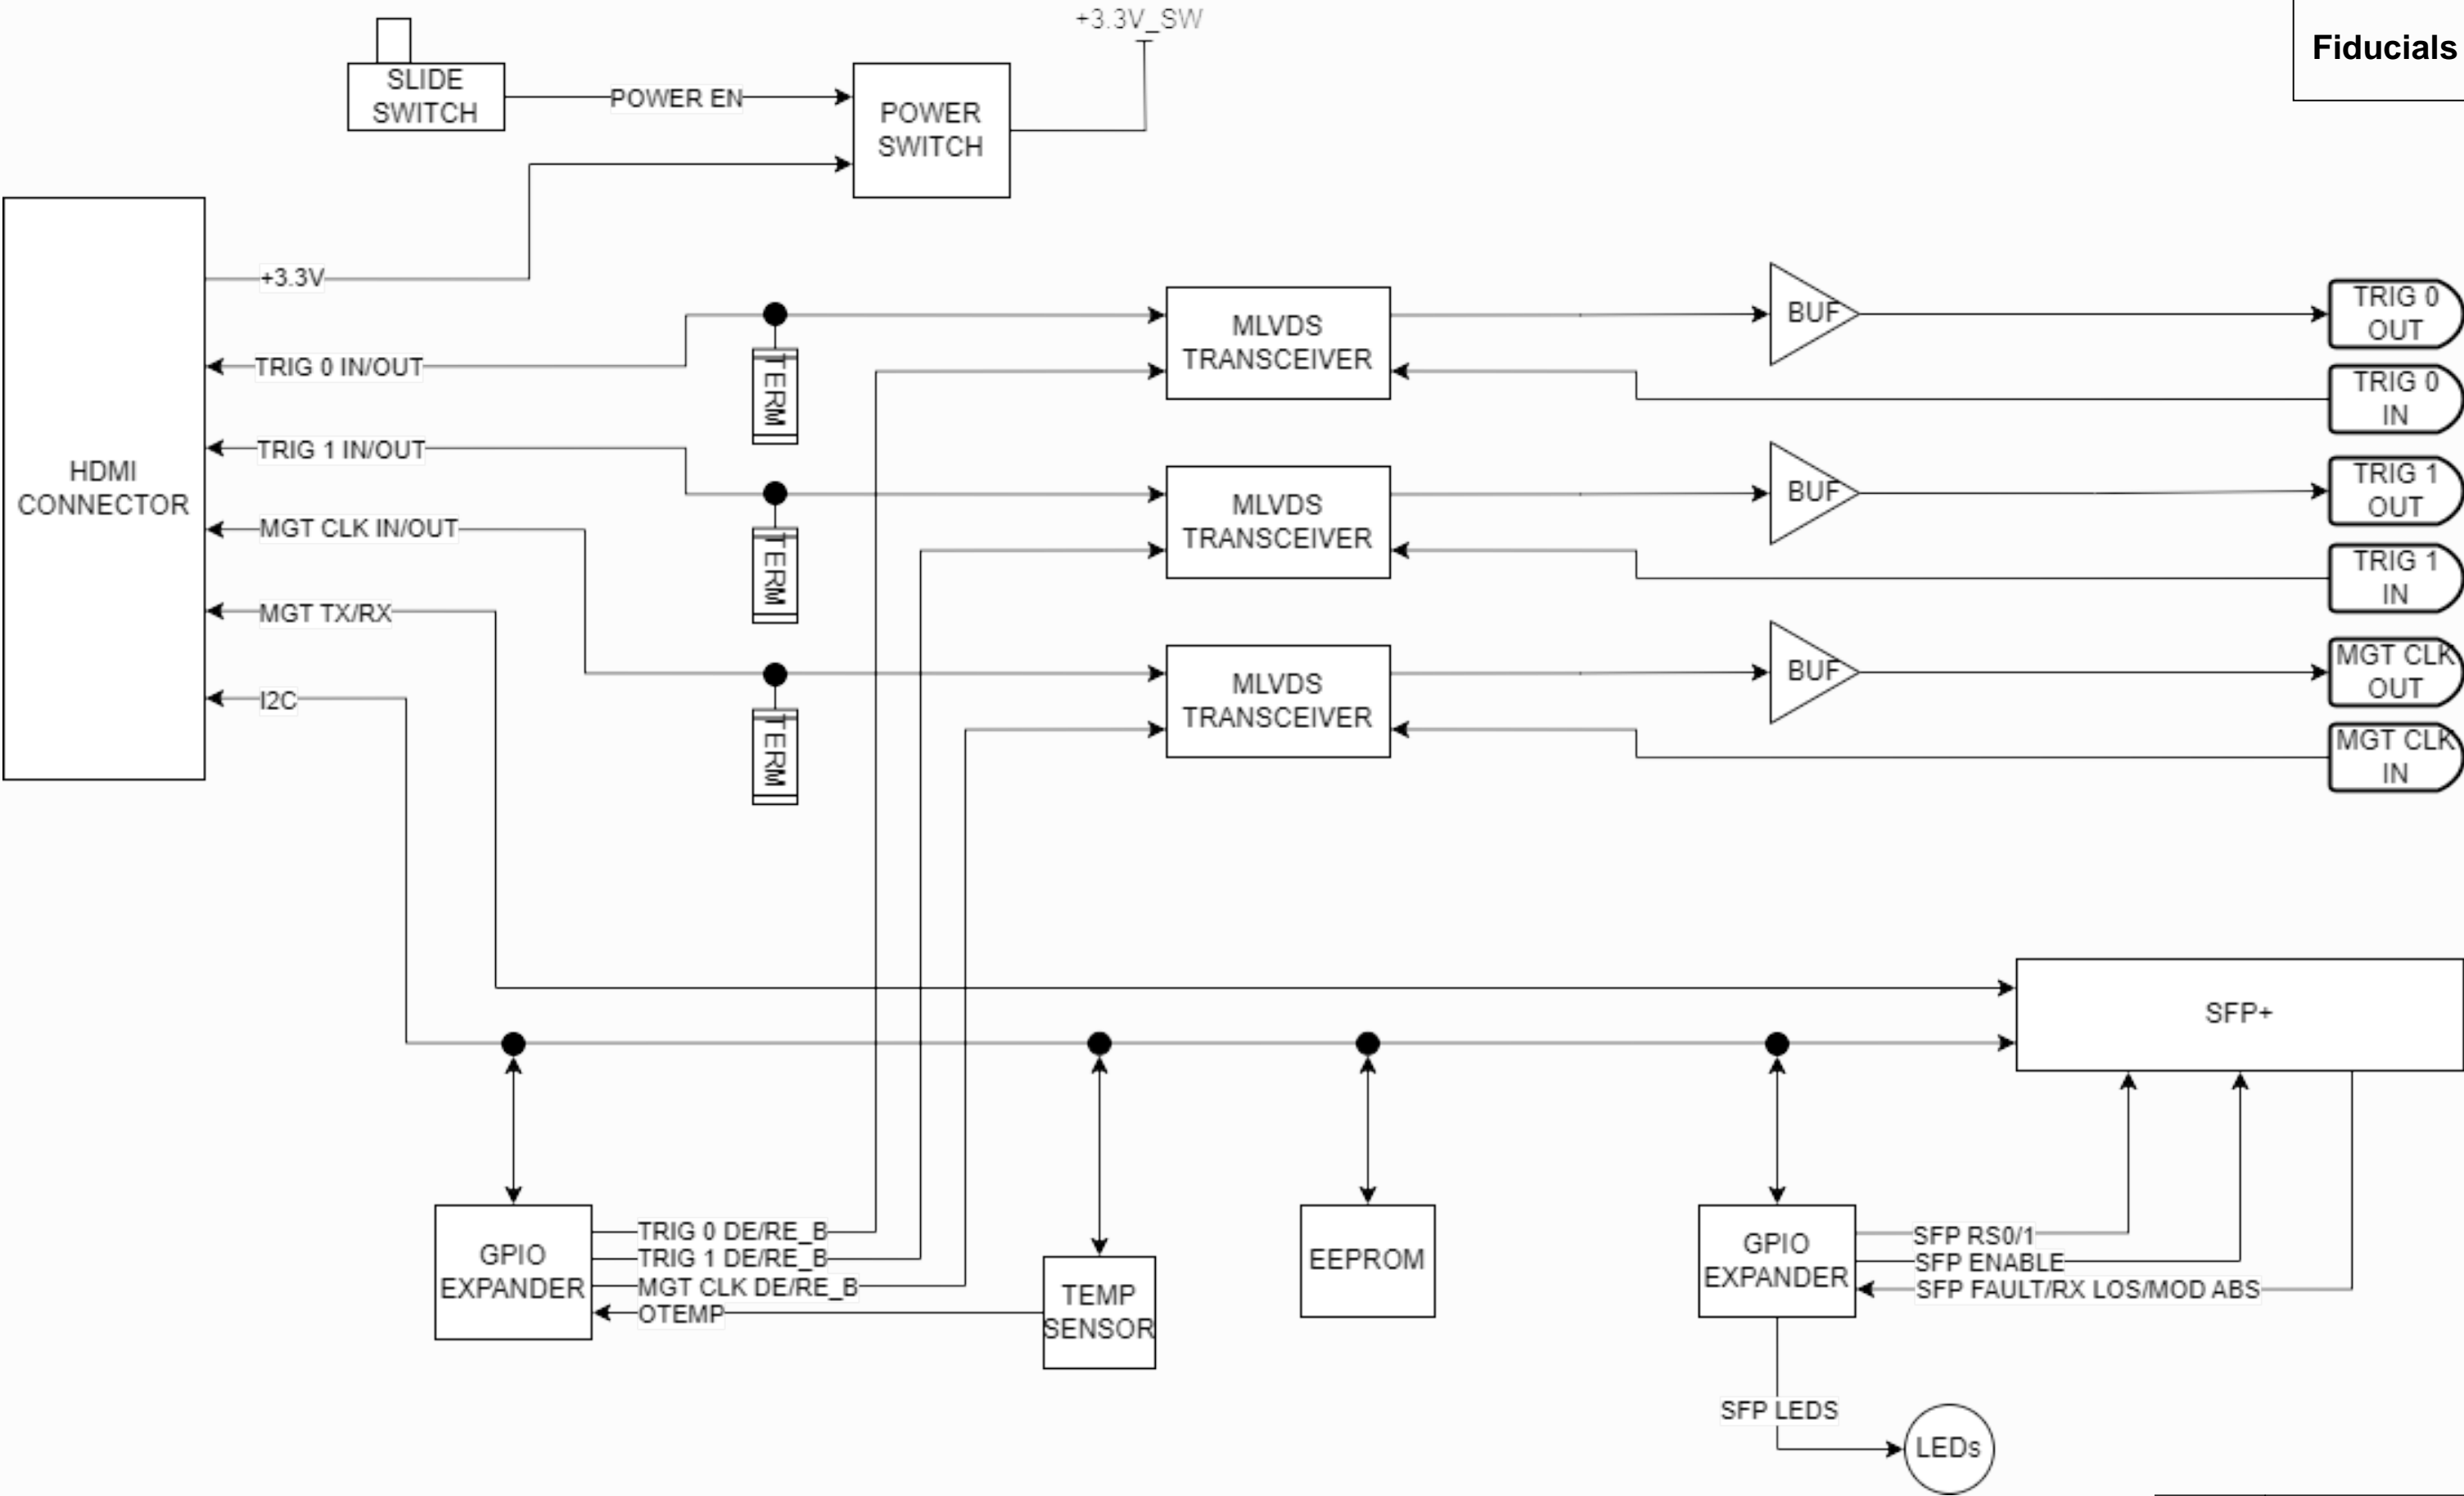 +3.3V_SW
Fiducials
SLIDE
SWITCH
POWER EN
POWER
SWITCH
+3.3V
TRIG 0 IN/OUT
TRIG 1 IN/OUT
MGT CLK IN/OUT
MGT TX/RX
I2C
HDMI
CONNECTOR
TERM
TERM
TERM
MLVDS
TRANSCEIVER
MLVDS
TRANSCEIVER
MLVDS
TRANSCEIVER
BUF
BUF
BUF
TRIG 0
OUT
TRIG 0
IN
TRIG 1
OUT
TRIG 1
IN
MGT CLK
OUT
MGT CLK
IN
SFP+
GPIO
EXPANDER
TRIG 0 DE/RE_B
TRIG 1 DE/RE_B
MGT CLK DE/RE_B
OTEMP
TEMP
SENSOR
EEPROM
GPIO
EXPANDER
SFP RS0/1
SFP ENABLE
SFP FAULT/RX LOS/MOD ABS
SFP LEDS
LEDs